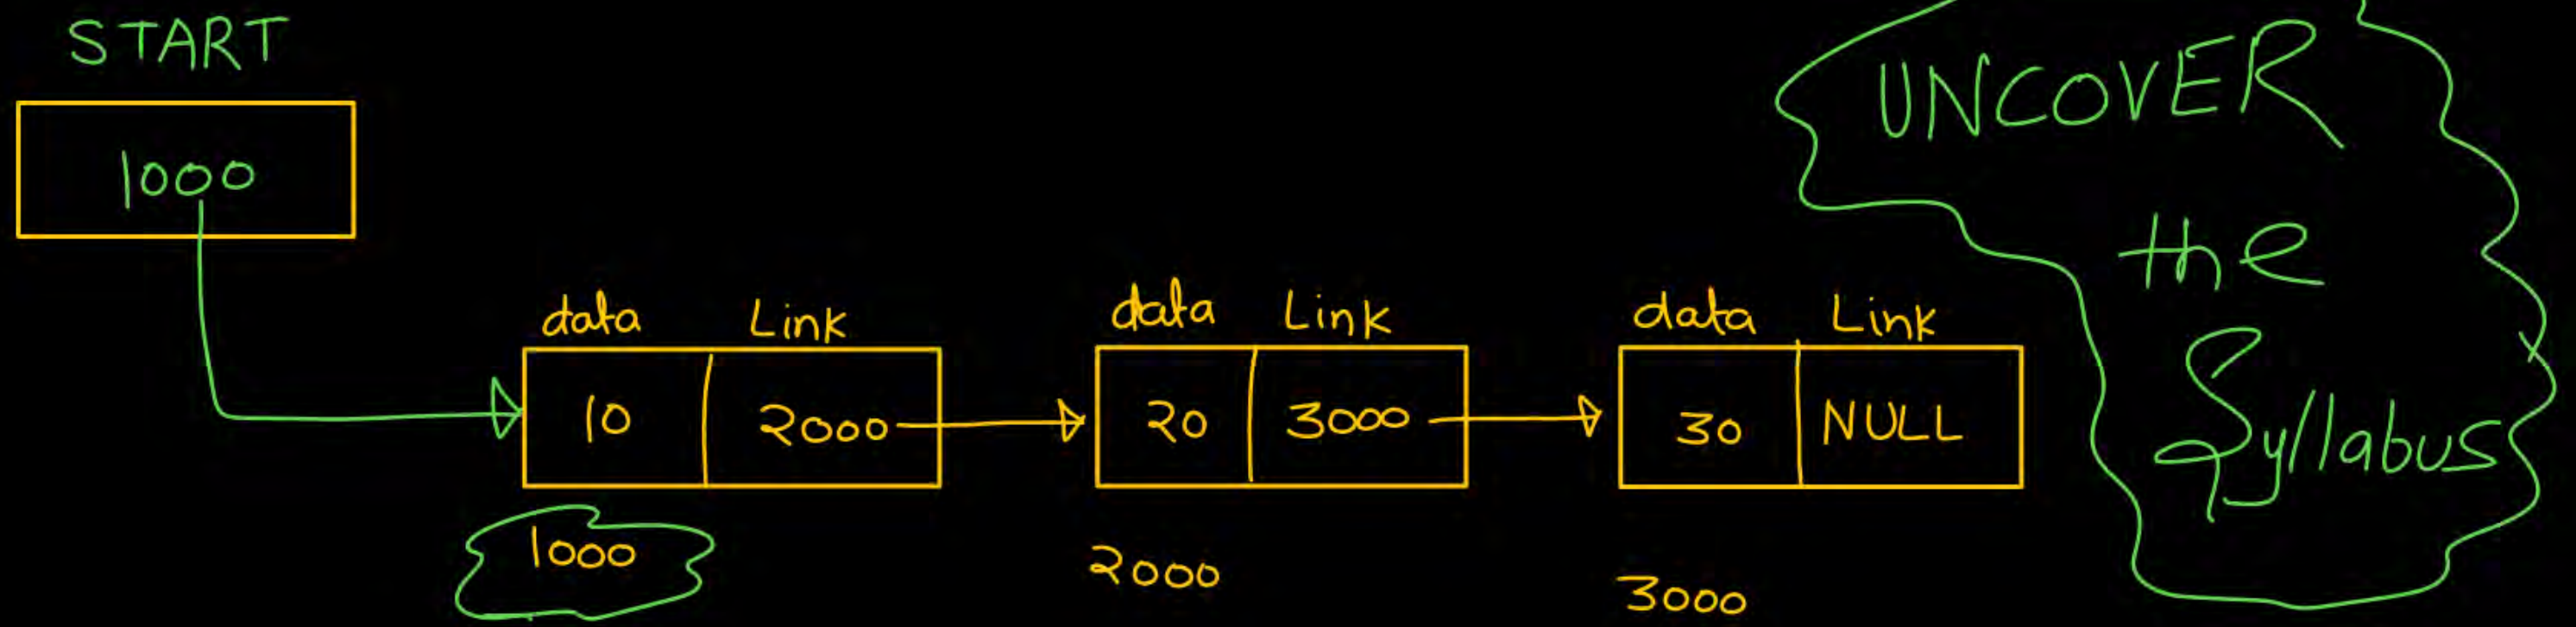 START
1000
UNCOVER
the
Syllabus
data Link
10 2000
1000
data Link
20 3000
2000
data Link
30 NULL
3000